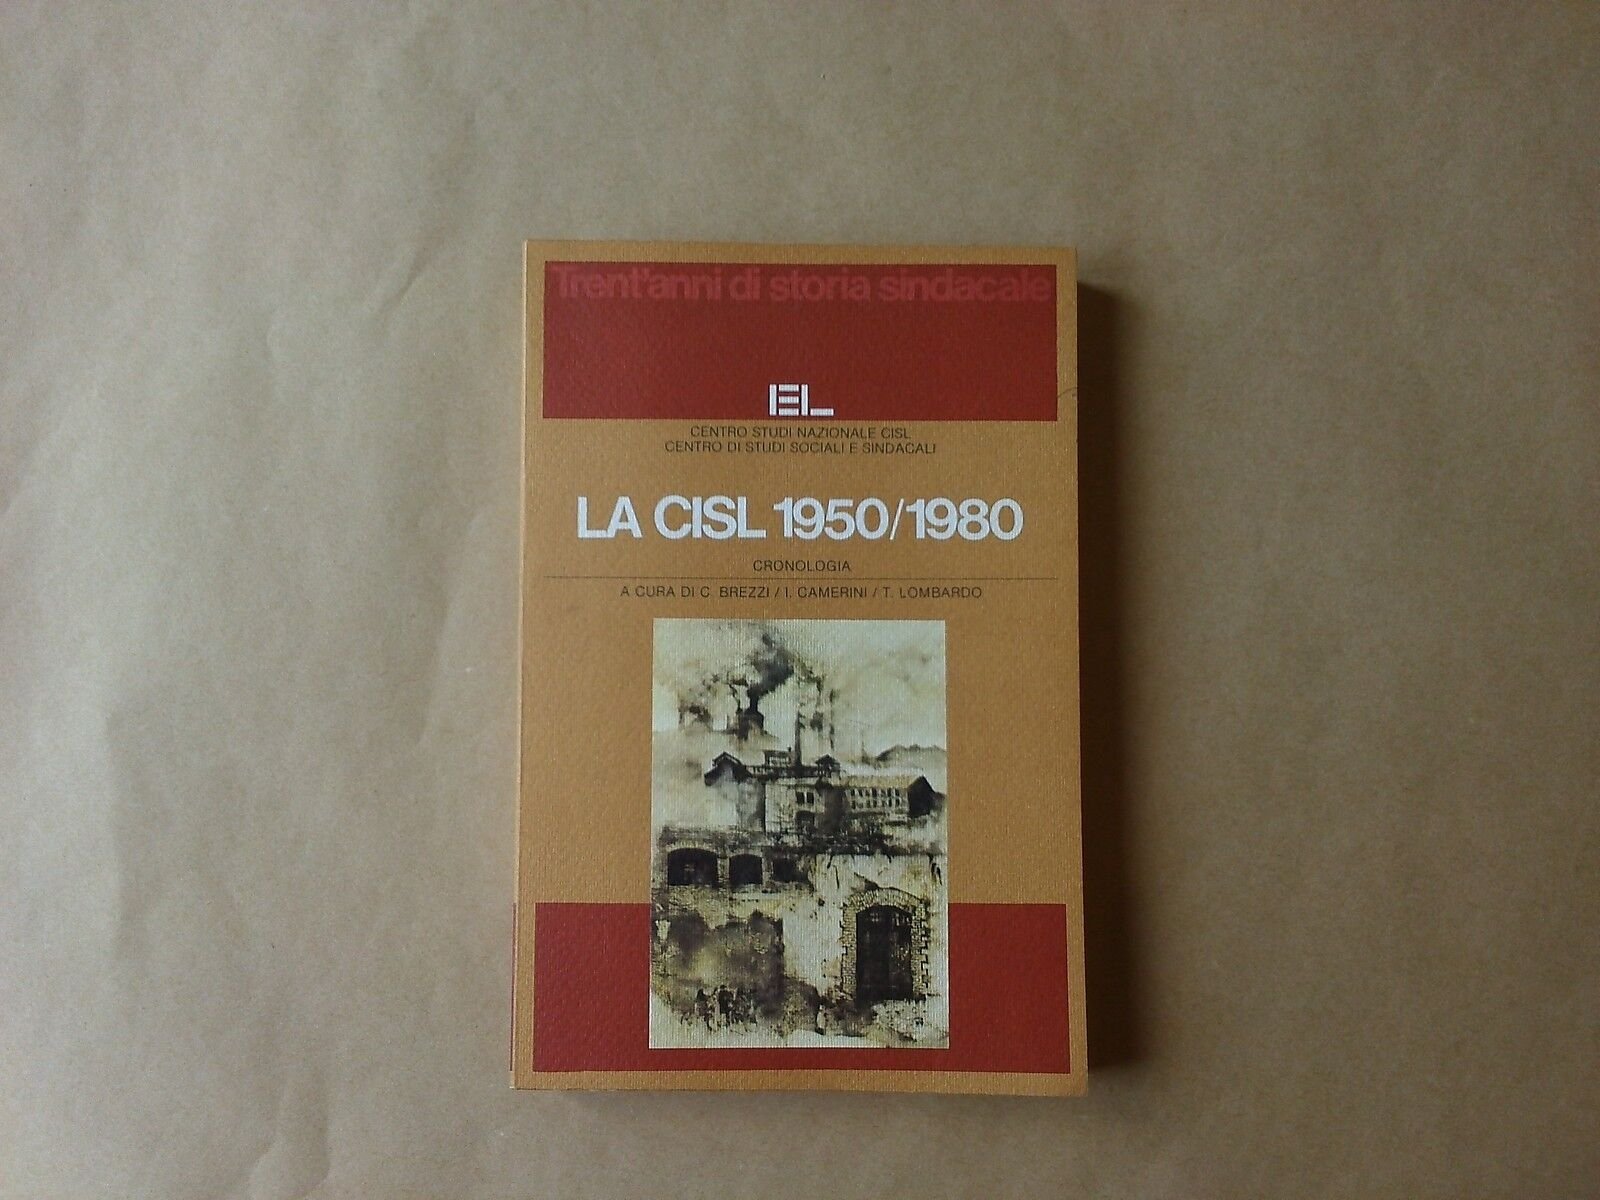 Trent'anni di storia sindacale
EL
CENTRO STUDI NAZIONALE CISL
CENTRO DI STUDI SOCIALI E SINDACALI
LA CISL 1950/1980
CRONOLOGIA
A CURA DI C. BREZZI / I. CAMERINI / T. LOMBARDO